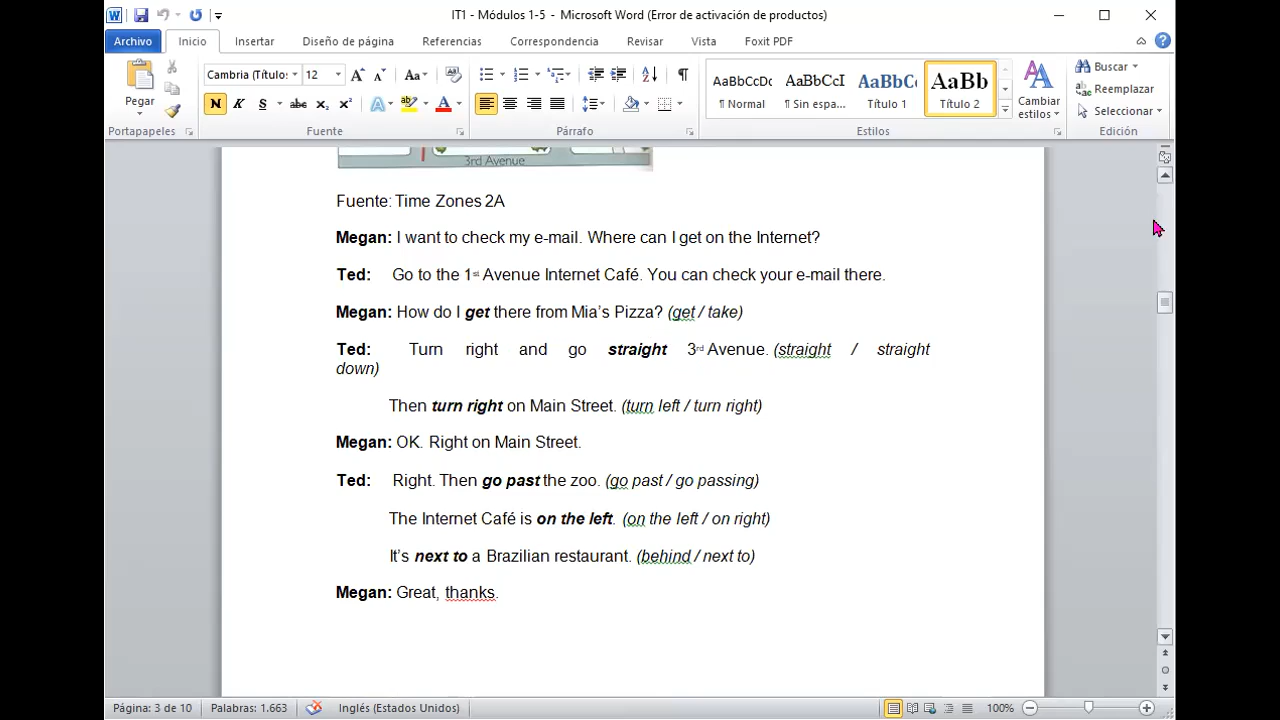 IT1 - Módulos 1-5 - Microsoft Word (Error de activación de productos)
Archivo Inicio Insertar Diseño de página Referencias Correspondencia Revisar Vista Foxit PDF
Pegar
Portapapeles
Cambria (Título: 12
Fuente
Párrafo
AaBbCcDc AaBbCcI AaBbC AaBb
¶ Normal ¶ Sin espa... Título 1 Título 2
Cambiar estilos
Estilos
Buscar
Reemplazar
Seleccionar
Edición
3rd Avenue
Fuente: Time Zones 2A
Megan: I want to check my e-mail. Where can I get on the Internet?
Ted: Go to the 1st Avenue Internet Café. You can check your e-mail there.
Megan: How do I get there from Mia's Pizza? (get / take)
Ted: Turn right and go straight 3rd Avenue. (straight / straight
down)
Then turn right on Main Street. (turn left / turn right)
Megan: OK. Right on Main Street.
Ted: Right. Then go past the zoo. (go past / go passing)
The Internet Café is on the left. (on the left / on right)
It's next to a Brazilian restaurant. (behind / next to)
Megan: Great, thanks.
Página: 3 de 10 Palabras: 1.663 Inglés (Estados Unidos) 100%